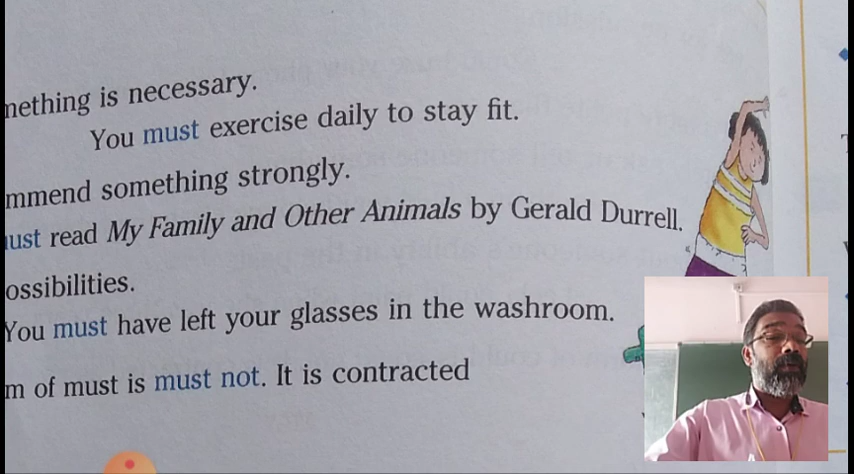 mething is necessary.
You must exercise daily to stay fit.
mmend something strongly.
ust read My Family and Other Animals by Gerald Durrell.
ossibilities.
You must have left your glasses in the washroom.
m of must is must not. It is contracted